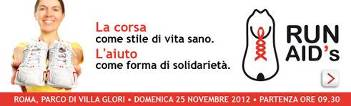 La corsa
come stile di vita sano.
L'aiuto
come forma di solidarietà.
RUN
AID's
ROMA, PARCO DI VILLA GLORI • DOMENICA 25 NOVEMBRE 2012 • PARTENZA ORE 09.30